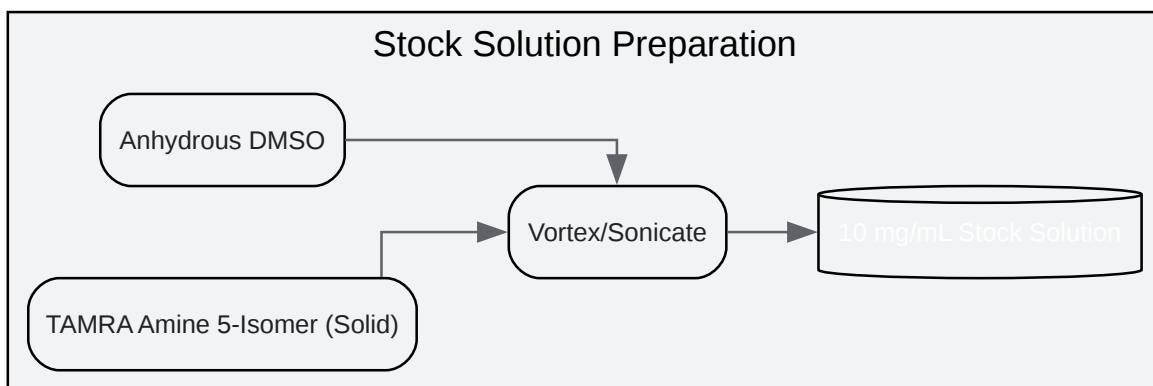 Stock Solution Preparation
Anhydrous DMSO
Vortex/Sonicate
10 mg/mL Stock Solution
TAMRA Amine 5-Isomer (Solid)